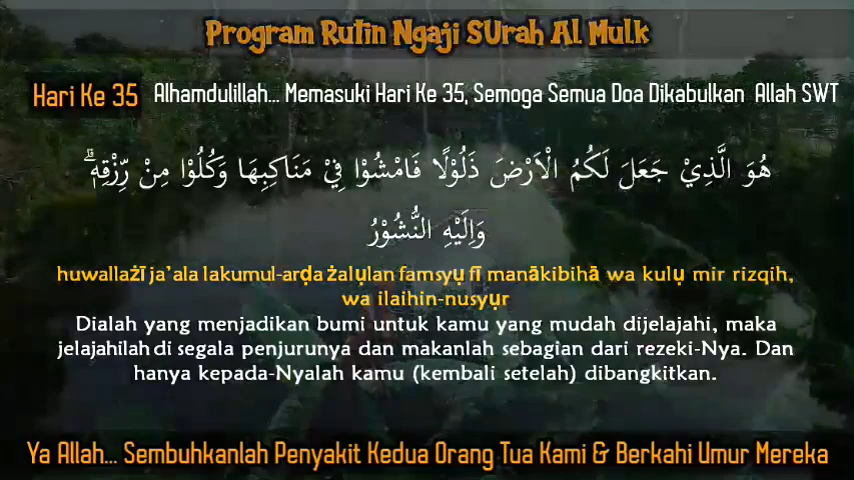 Program Rutin Ngaji SUrah Al Mulk
Hari Ke 35 Alhamdulillah... Memasuki Hari Ke 35, Semoga Semua Doa Dikabulkan Allah SWT
هُوَ الَّذِيْ جَعَلَ لَكُمُ الْاَرْضَ ذَلُوْلًا فَامْشُوْا فِيْ مَنَاكِبِهَا وَكُلُوْا مِنْ رِّزْقِهٖۗ
وَاِلَيْهِ النُّشُوْرُ
huwallażī ja’ala lakumul-arḍa żalụlan famsyụ fī manākibihā wa kulụ mir rizqih,
wa ilaihin-nusyụr
Dialah yang menjadikan bumi untuk kamu yang mudah dijelajahi, maka
jelajahilah di segala penjurunya dan makanlah sebagian dari rezeki-Nya. Dan
hanya kepada-Nyalah kamu (kembali setelah) dibangkitkan.
Ya Allah... Sembuhkanlah Penyakit Kedua Orang Tua Kami & Berkahi Umur Mereka